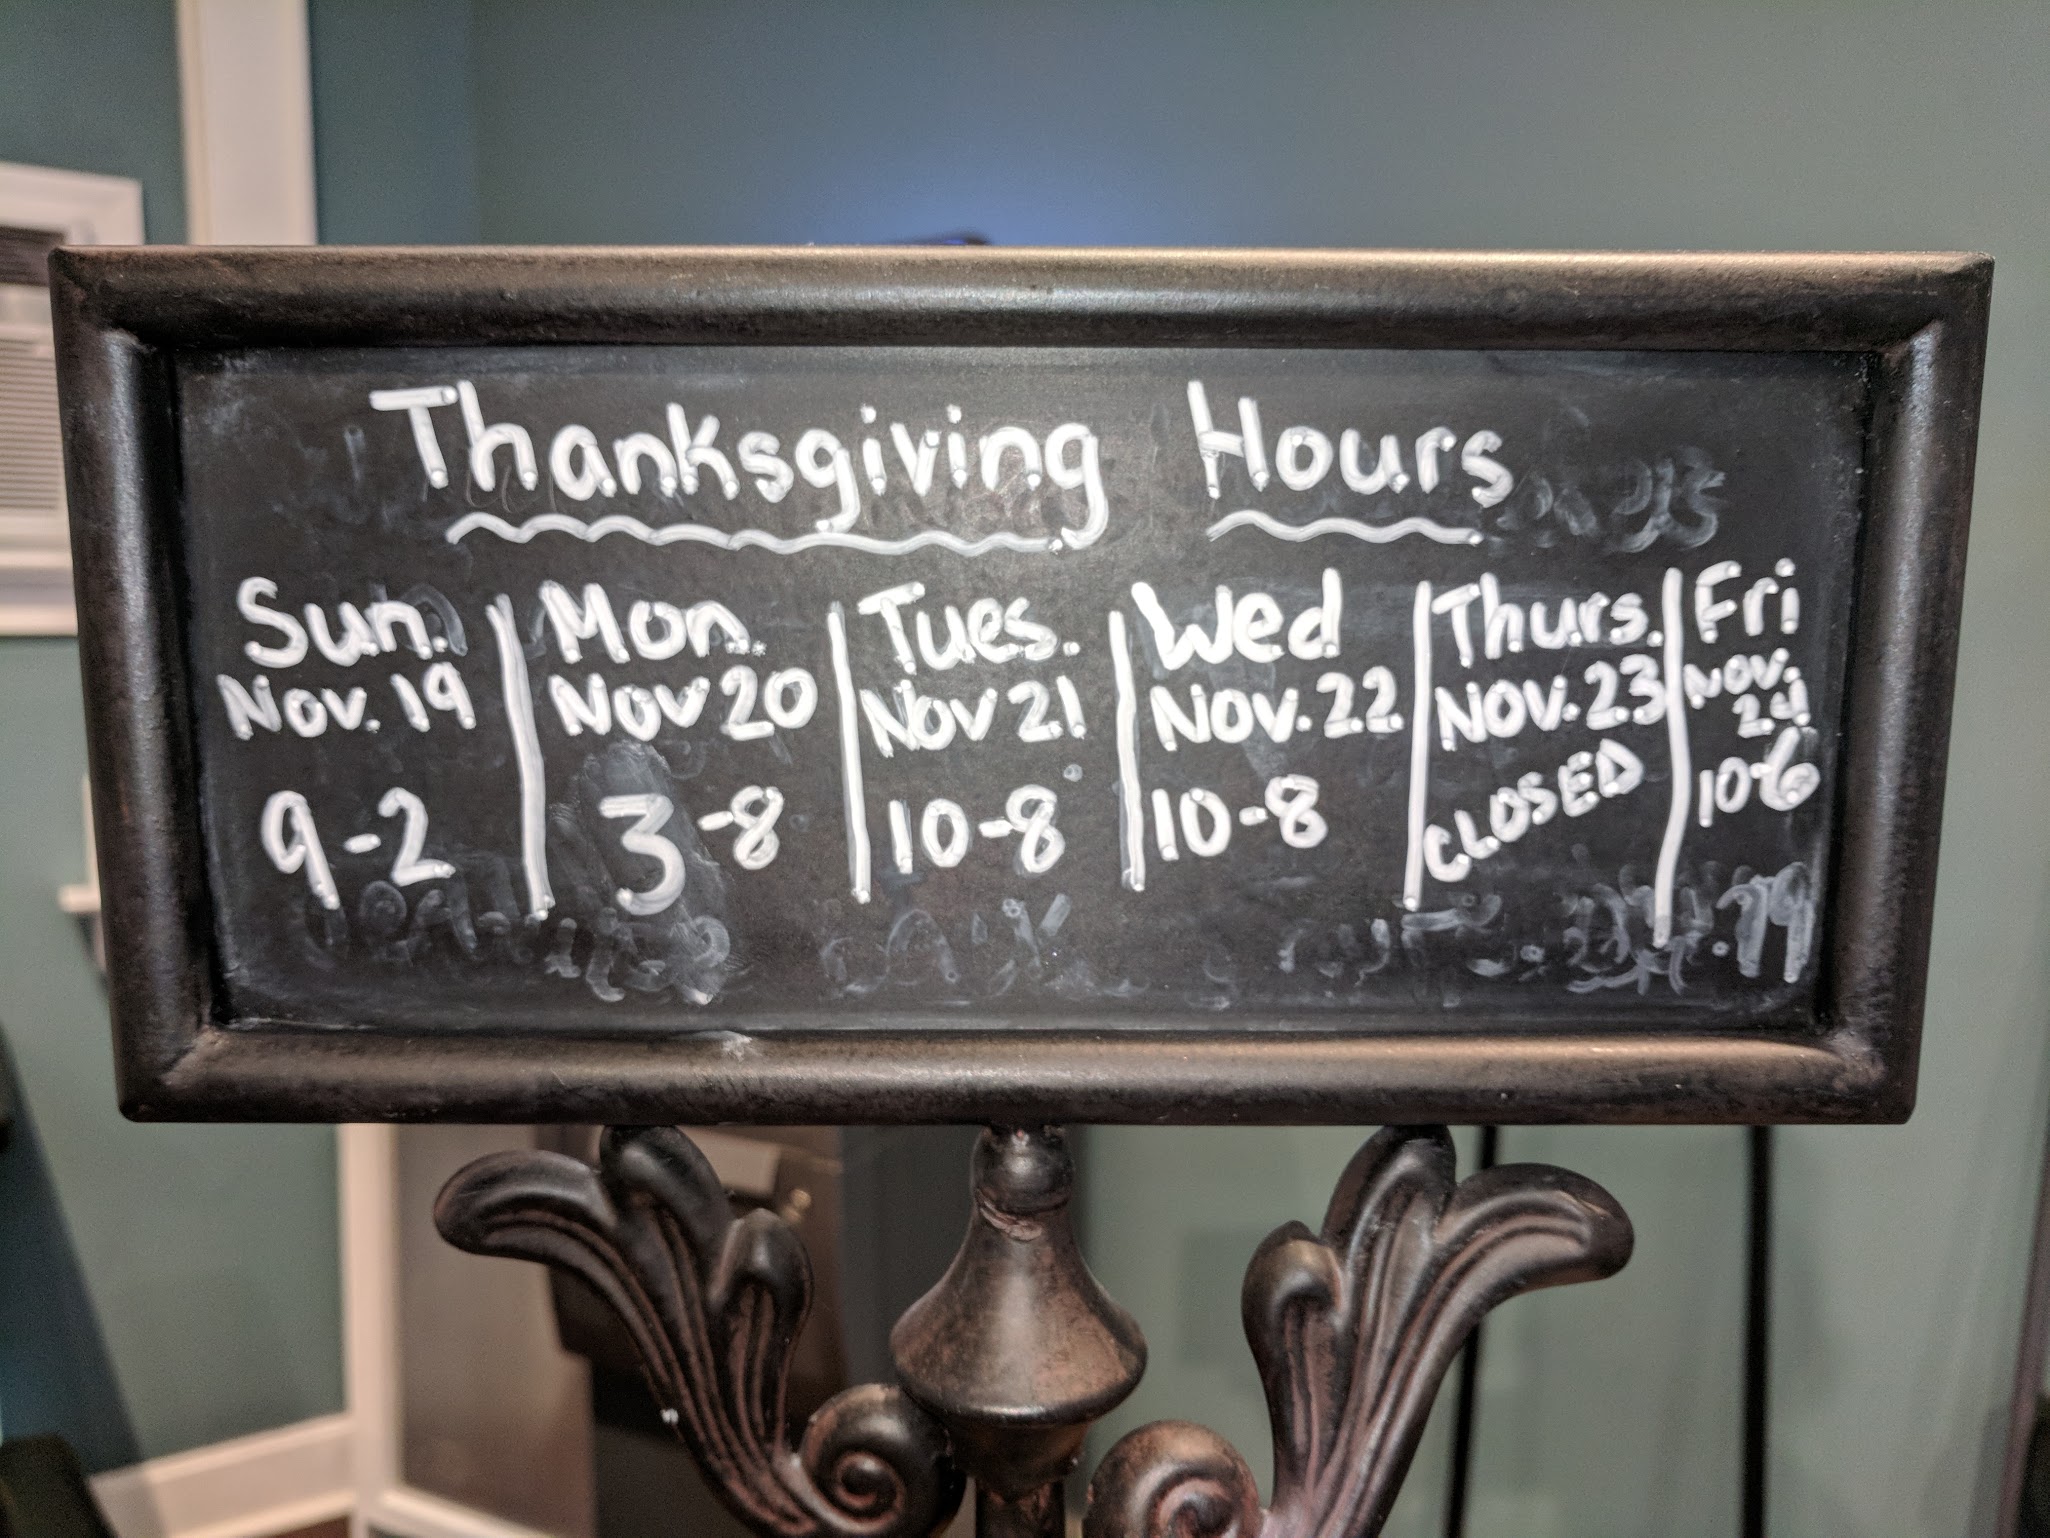 Thanksgiving Hours
Sun.
Nov. 19
9-2
Mon.
Nov 20
3-8
Tues.
Nov 21
10-8
Wed
Nov. 22
10-8
Thurs.
Nov. 23
CLOSED
Fri
Nov.
24
10-6